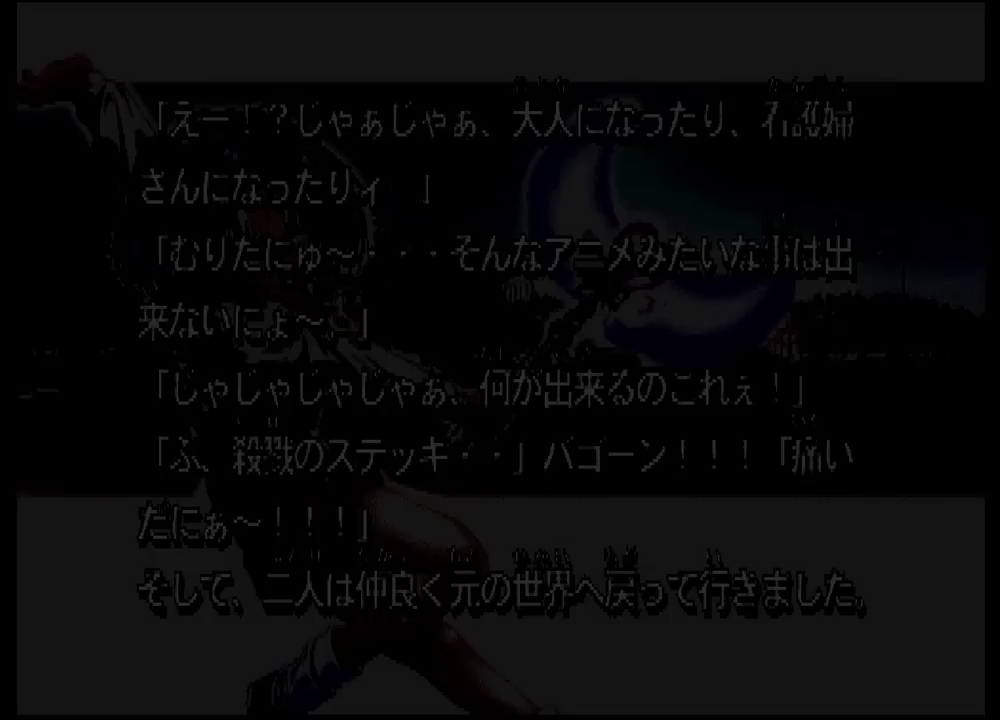 「えー！？じゃぁじゃぁ、大人になったり、看護婦
さんになったりィ　」
「むりだにゅ～！・・そんなアニメみたいな事は出
来ないにょ～。」
「じゃじゃじゃじゃぁ、何が出来るのこれぇ！」
「ふ、殺戮のステッキ・・」バコーン！！！「痛い
だにぁ～！！！」
そして、二人は仲良く元の世界へ戻って行きました。